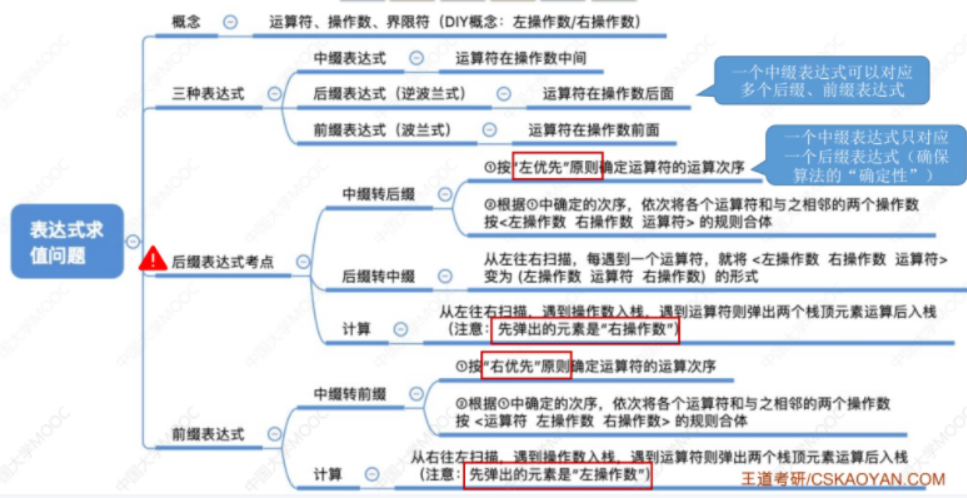 概念
运算符、操作数、界限符（DIY概念：左操作数/右操作数）
三种表达式
中缀表达式
运算符在操作数中间
后缀表达式（逆波兰式）
运算符在操作数后面
一个中缀表达式可以对应
多个后缀、前缀表达式
前缀表达式（波兰式）
运算符在操作数前面
表达式求
值问题
后缀表达式考点
中缀转后缀
①按“左优先”原则确定运算符的运算次序
一个中缀表达式只对应
一个后缀表达式（确保
算法的“确定性”）
②根据①中确定的次序，依次将各个运算符和与之相邻的两个操作数
按<左操作数 右操作数 运算符> 的规则合体
后缀转中缀
从左往右扫描，每遇到一个运算符，就将 <左操作数 右操作数 运算符>
变为 (左操作数 运算符 右操作数) 的形式
计算
从左往右扫描，遇到操作数入栈，遇到运算符则弹出两个栈顶元素运算后入栈
（注意：先弹出的元素是“右操作数”）
前缀表达式
中缀转前缀
①按“右优先”原则确定运算符的运算次序
②根据①中确定的次序，依次将各个运算符和与之相邻的两个操作数
按 <运算符 左操作数 右操作数> 的规则合体
计算
从右往左扫描，遇到操作数入栈，遇到运算符则弹出两个栈顶元素运算后入栈
（注意：先弹出的元素是“左操作数”）
王道考研/CSKAOYAN.COM
中国大学MOOC